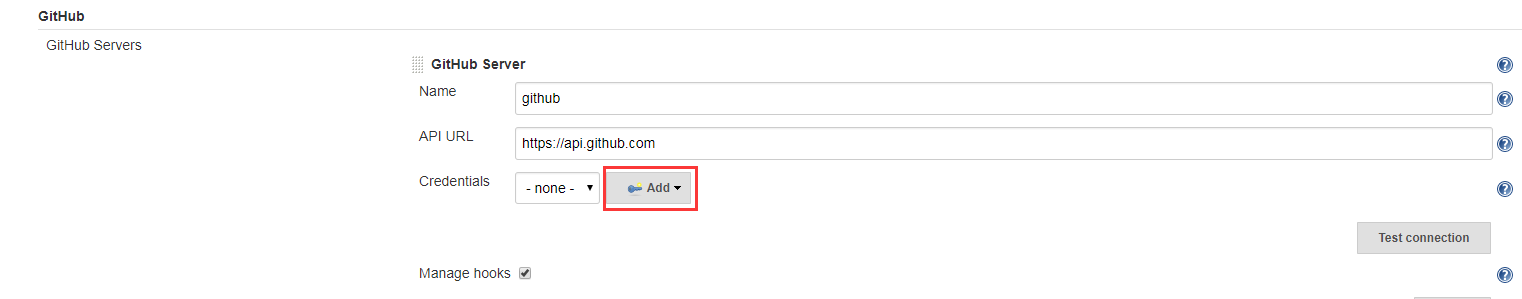 GitHub
GitHub Servers
GitHub Server
Name
github
API URL
https://api.github.com
Credentials
- none -
Add
Test connection
Manage hooks